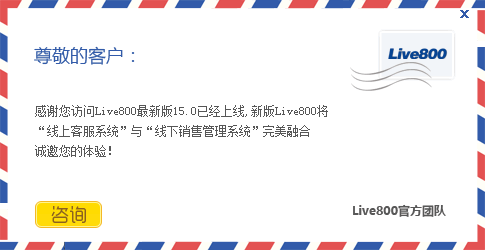 x
Live800
尊敬的客户：
感谢您访问Live800最新版15.0已经上线,新版Live800将
“线上客服系统”与“线下销售管理系统”完美融合
诚邀您的体验!
咨询
Live800官方团队